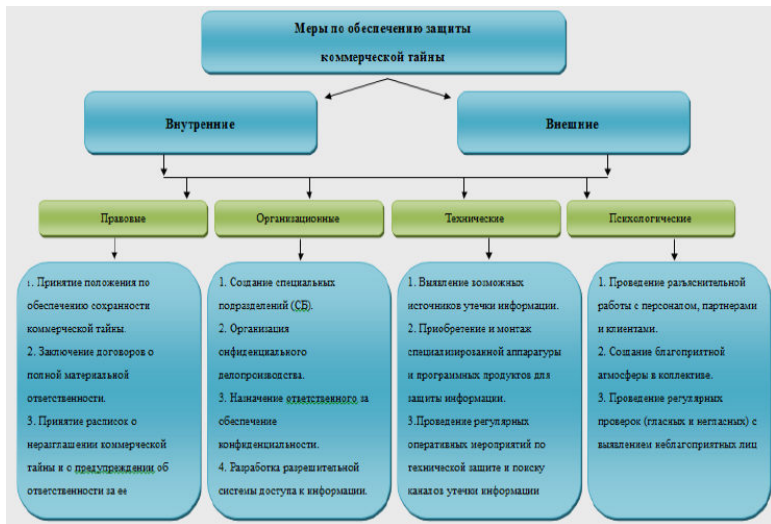 Меры по обеспечению защиты
коммерческой тайны
Внутренние
Внешние
Правовые
Организационные
Технические
Психологические
1. Принятие положения по
обеспечению сохранности
коммерческой тайны.
2. Заключение договоров о
полной материальной
ответственности.
3. Принятие расписок о
неразглашении коммерческой
тайны и о предупреждении об
ответственности за ее
1. Создание специальных
подразделений (СБ).
2. Организация
онфиденциального
делопроизводства.
3. Назначение ответственного за
обеспечение
конфиденциальности.
4. Разработка разрешительной
системы доступа к информации.
1. Выявление возможных
источников утечки информации.
2. Приобретение и монтаж
специализированной аппаратуры
и программных продуктов для
защиты информации.
3.Проведение регулярных
оперативных мероприятий по
технической защите и поиску
каналов утечки информации
1. Проведение разъяснительной
работы с персоналом, партнерами
и клиентами.
2. Создание благоприятной
атмосферы в коллективе.
3. Проведение регулярных
проверок (гласных и негласных) с
выявлением неблагоприятных лиц